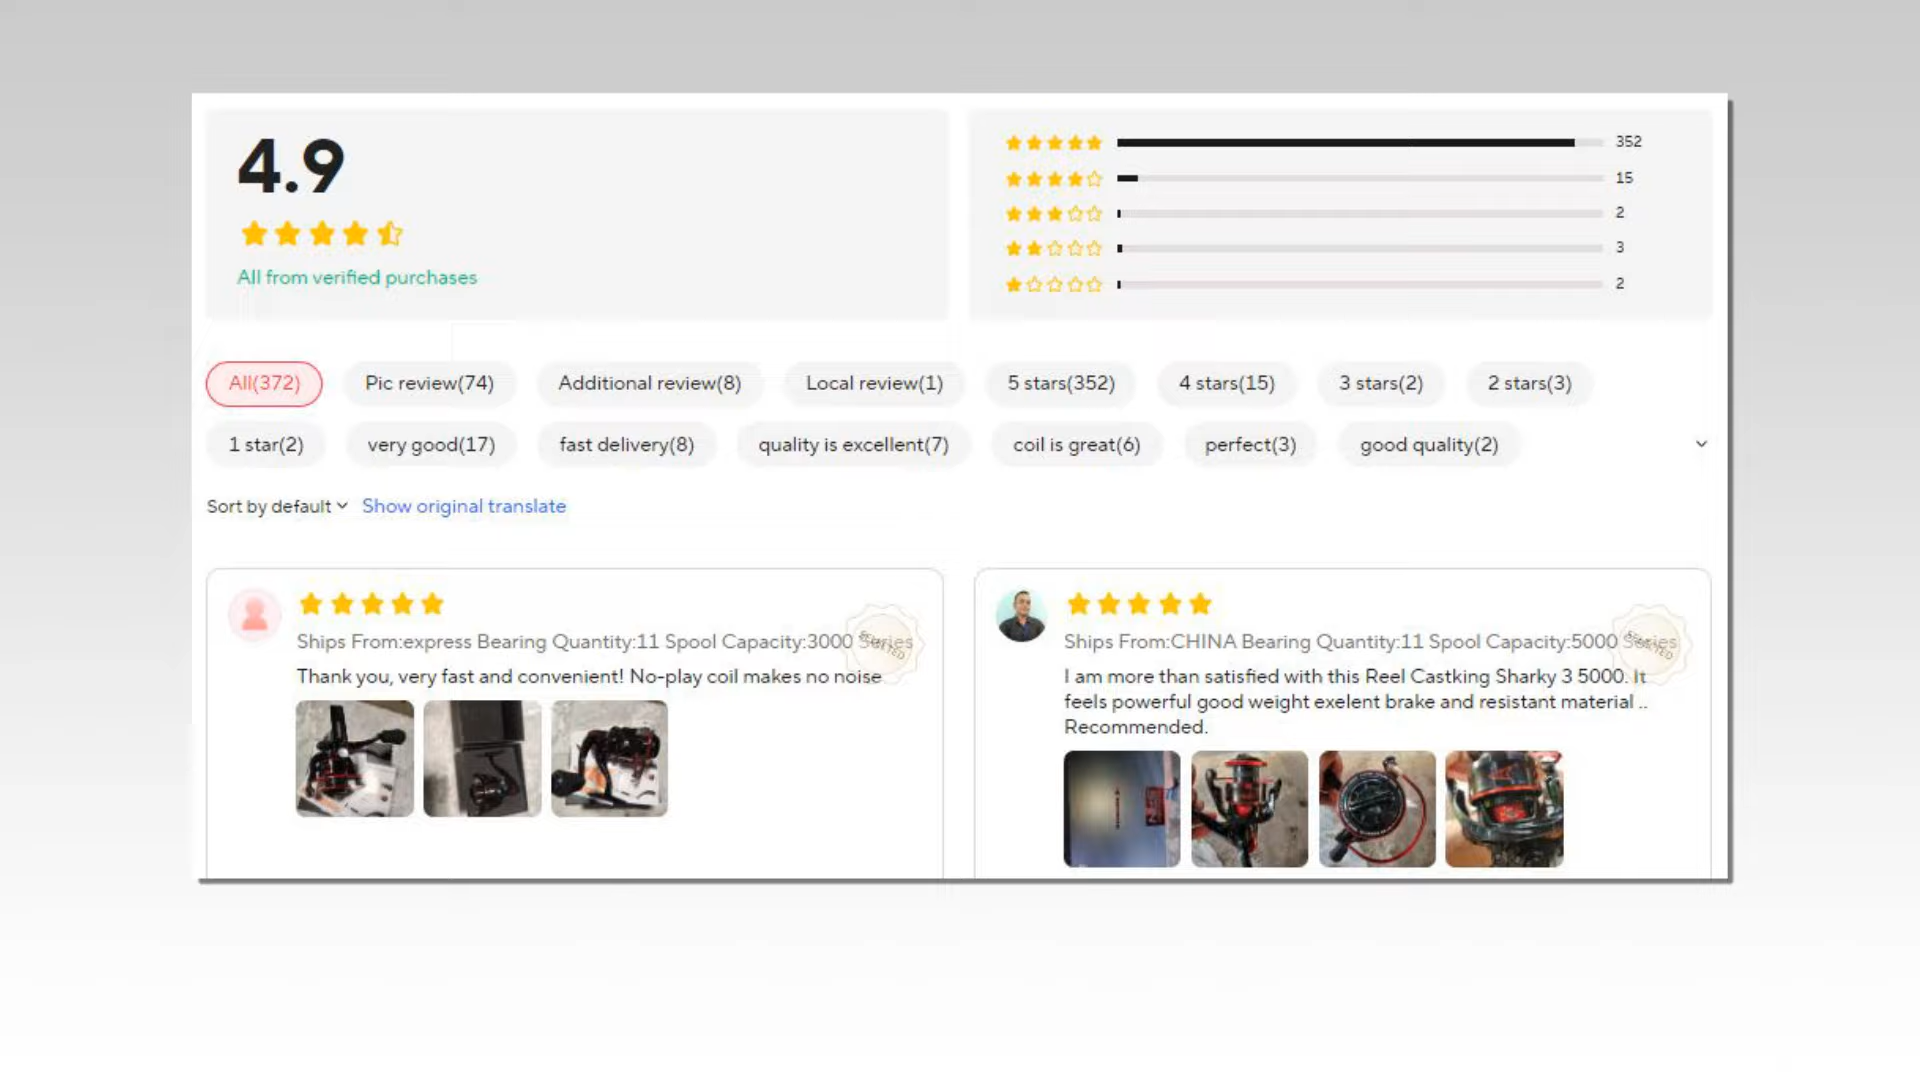 4.9
All from verified purchases
352
15
2
3
2
All(372)
Pic review(74)
Additional review(8)
Local review(1)
5 stars(352)
4 stars(15)
3 stars(2)
2 stars(3)
1 star(2)
very good(17)
fast delivery(8)
quality is excellent(7)
coil is great(6)
perfect(3)
good quality(2)
Sort by default
Show original translate
Ships From:express Bearing Quantity:11 Spool Capacity:3000 Series
Thank you, very fast and convenient! No-play coil makes no noise
Ships From:CHINA Bearing Quantity:11 Spool Capacity:5000 Series
I am more than satisfied with this Reel Castking Sharky 3 5000. It
feels powerful good weight exelent brake and resistant material ..
Recommended.